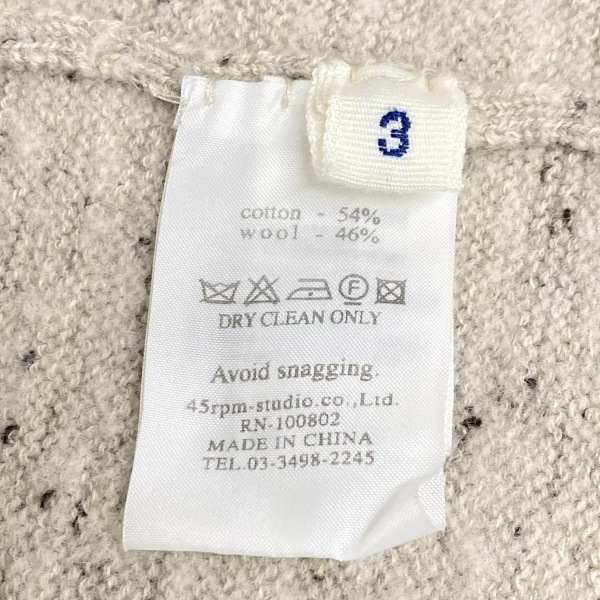 3
cotton - 54%
wool - 46%
F
DRY CLEAN ONLY
Avoid snagging.
45rpm-studio.co.,Ltd.
RN-100802
MADE IN CHINA
TEL.03-3498-2245